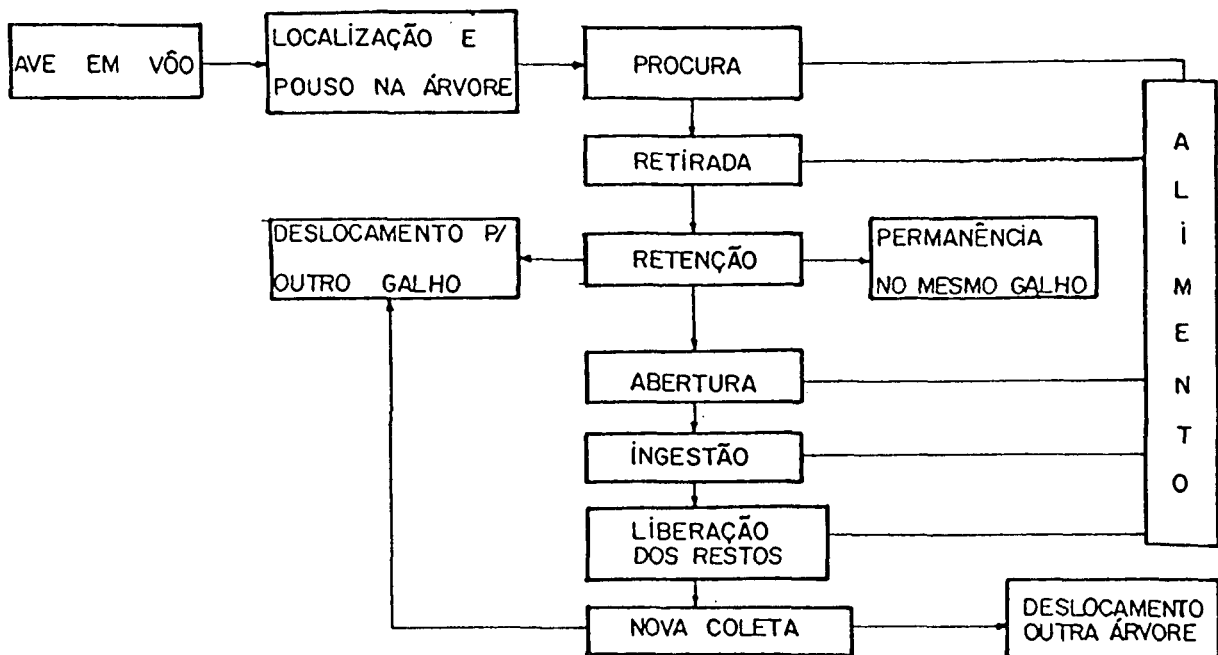 AVE EM VÔO
LOCALIZAÇÃO E
POUSO NA ÁRVORE
PROCURA
RETIRADA
DESLOCAMENTO P/
OUTRO GALHO
RETENÇÃO
PERMANÊNCIA
NO MESMO GALHO
ABERTURA
INGESTÃO
LIBERAÇÃO
DOS RESTOS
NOVA COLETA
DESLOCAMENTO
OUTRA ÁRVORE
A
L
I
M
E
N
T
O